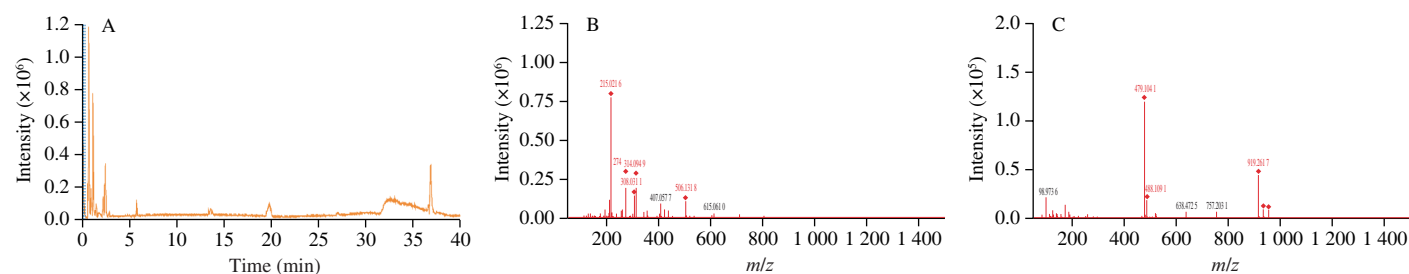 A
Intensity (×10⁶)
1.2
1.0
0.8
0.6
0.4
0.2
0.0
0 5 10 15 20 25 30 35 40
Time (min)
B
Intensity (×10⁶)
1.25
1.00
0.75
0.50
0.25
0.00
215.021 6
274
314.094 9
308.031 1
407.057 7
506.131 8
615.061 0
200 400 600 800 1 000 1 200 1 400
m/z
C
Intensity (×10⁵)
2.0
1.5
1.0
0.5
0.0
479.104 1
488.109 1
98.973 6
638.472 5
757.203 1
919.261 7
200 400 600 800 1 000 1 200 1 400
m/z